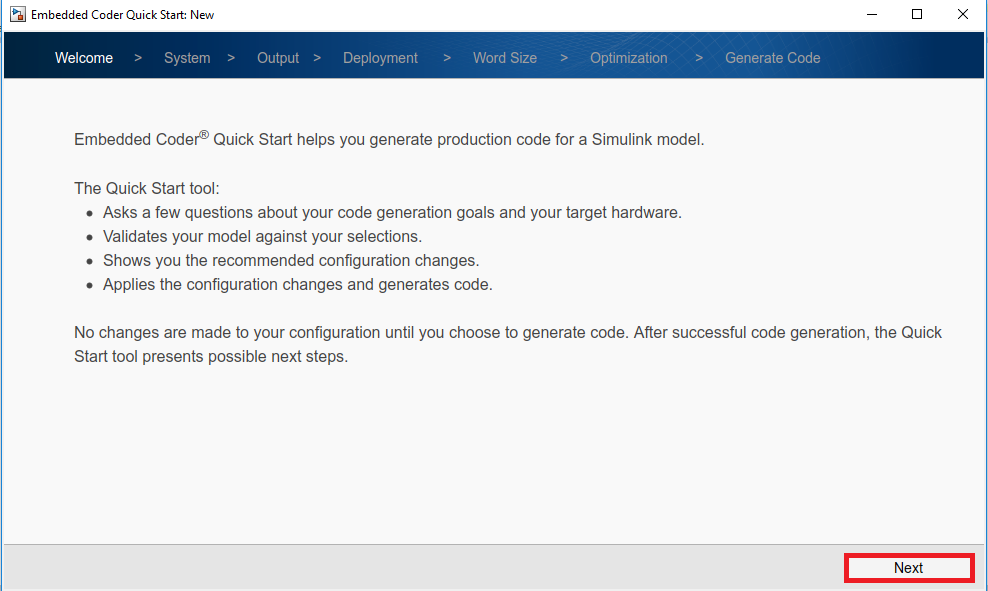 Embedded Coder Quick Start: New
Welcome > System > Output > Deployment > Word Size > Optimization > Generate Code
Embedded Coder® Quick Start helps you generate production code for a Simulink model.
The Quick Start tool:
• Asks a few questions about your code generation goals and your target hardware.
• Validates your model against your selections.
• Shows you the recommended configuration changes.
• Applies the configuration changes and generates code.
No changes are made to your configuration until you choose to generate code. After successful code generation, the Quick
Start tool presents possible next steps.
Next